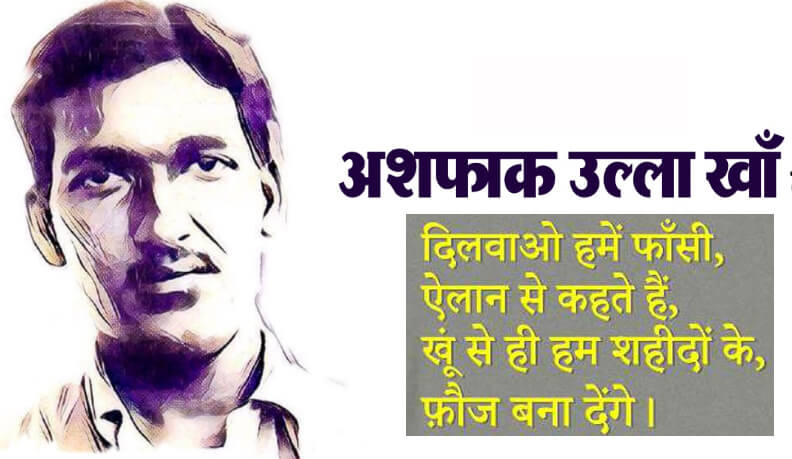 अशफाक उल्ला खाँ
दिलवाओ हमें फाँसी,
ऐलान से कहते हैं,
खूं से ही हम शहीदों के,
फ़ौज बना देंगे।